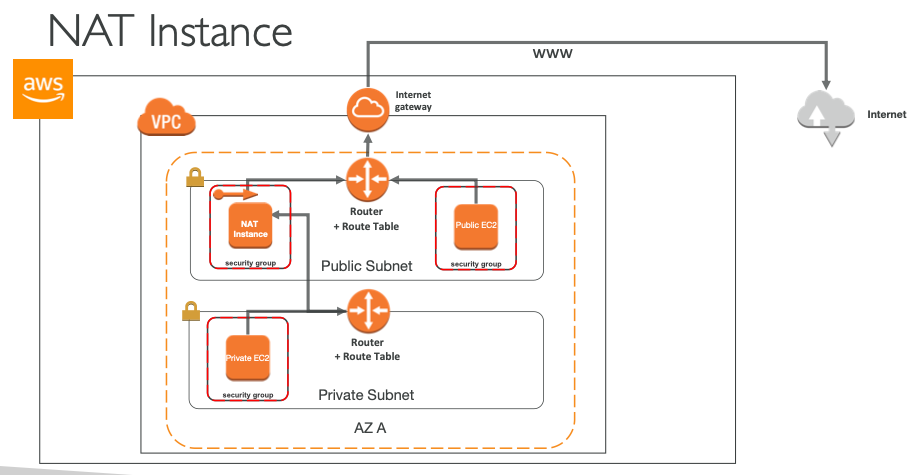 NAT Instance
www
aws
Internet
gateway
VPC
Internet
NAT
Instance
security group
Router
+ Route Table
Public EC2
security group
Public Subnet
Router
+ Route Table
Private EC2
security group
Private Subnet
AZ A